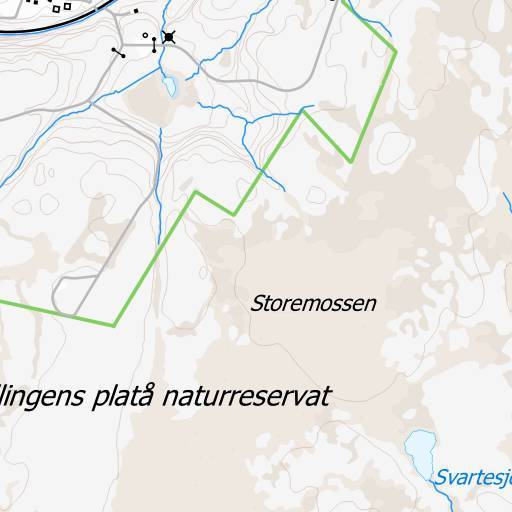 Storemossen
llingens platå naturreservat
Svartesjö